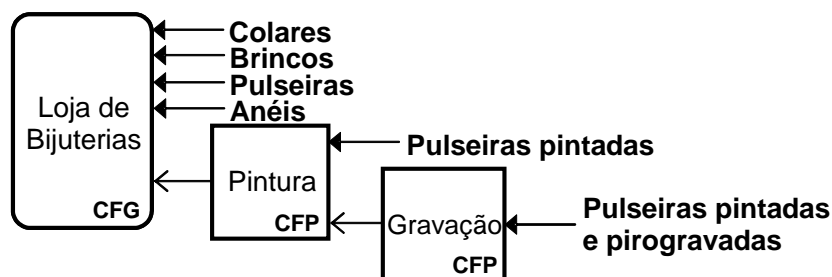 Colares
Brincos
Pulseiras
Anéis
Loja de
Bijuterias
CFG
Pulseiras pintadas
Pintura
CFP
Gravação
CFP
Pulseiras pintadas
e pirogravadas